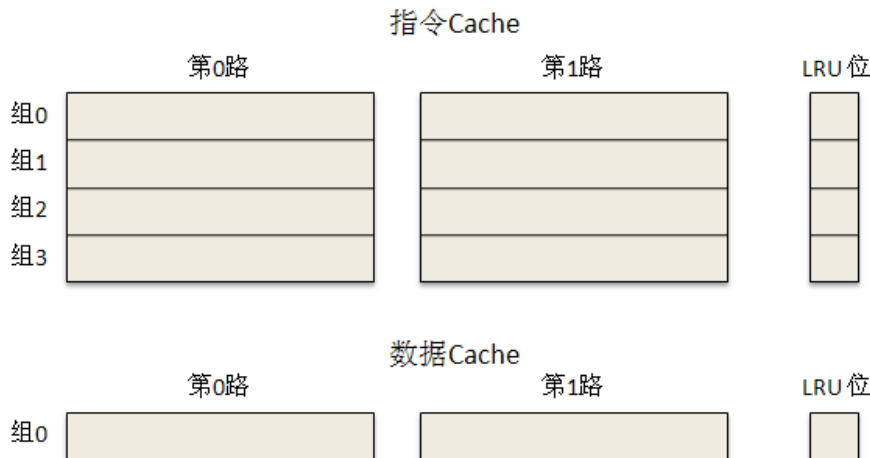 指令Cache
第0路 第1路 LRU 位
组0
组1
组2
组3
数据Cache
第0路 第1路 LRU 位
组0